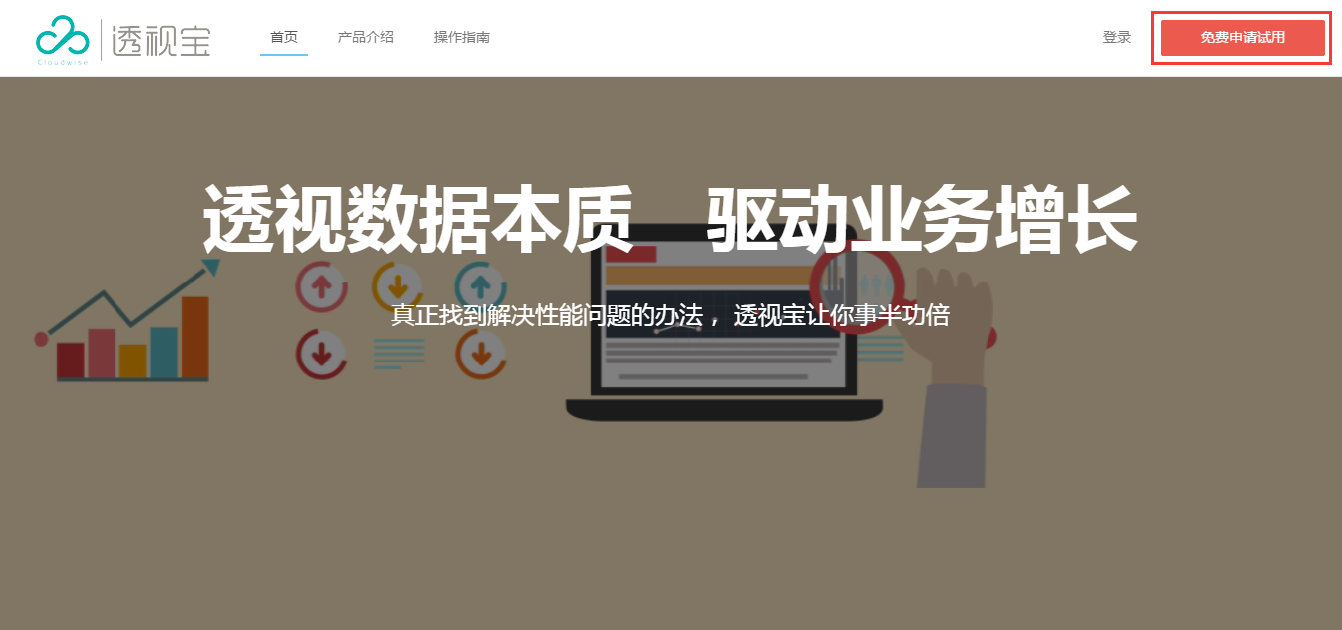 Cloudwise 透视宝 首页 产品介绍 操作指南 登录 免费申请试用
透视数据本质 驱动业务增长
真正找到解决性能问题的办法， 透视宝让你事半功倍